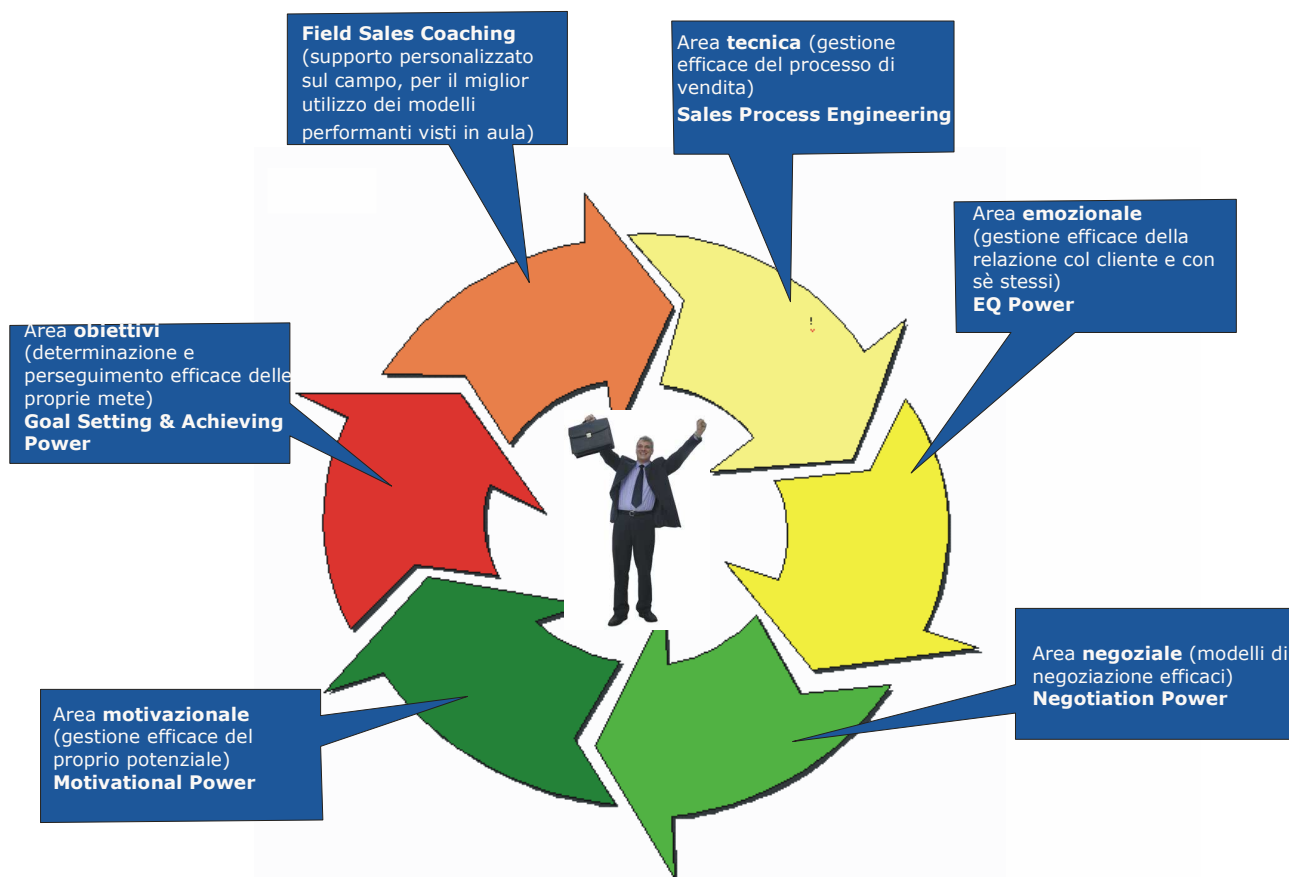 Field Sales Coaching
(supporto personalizzato
sul campo, per il miglior
utilizzo dei modelli
performanti visti in aula)
Area tecnica (gestione
efficace del processo di
vendita)
Sales Process Engineering
Area emozionale
(gestione efficace della
relazione col cliente e con
sè stessi)
EQ Power
Area negoziale (modelli di
negoziazione efficaci)
Negotiation Power
Area motivazionale
(gestione efficace del
proprio potenziale)
Motivational Power
Area obiettivi
(determinazione e
perseguimento efficace delle
proprie mete)
Goal Setting & Achieving
Power
!